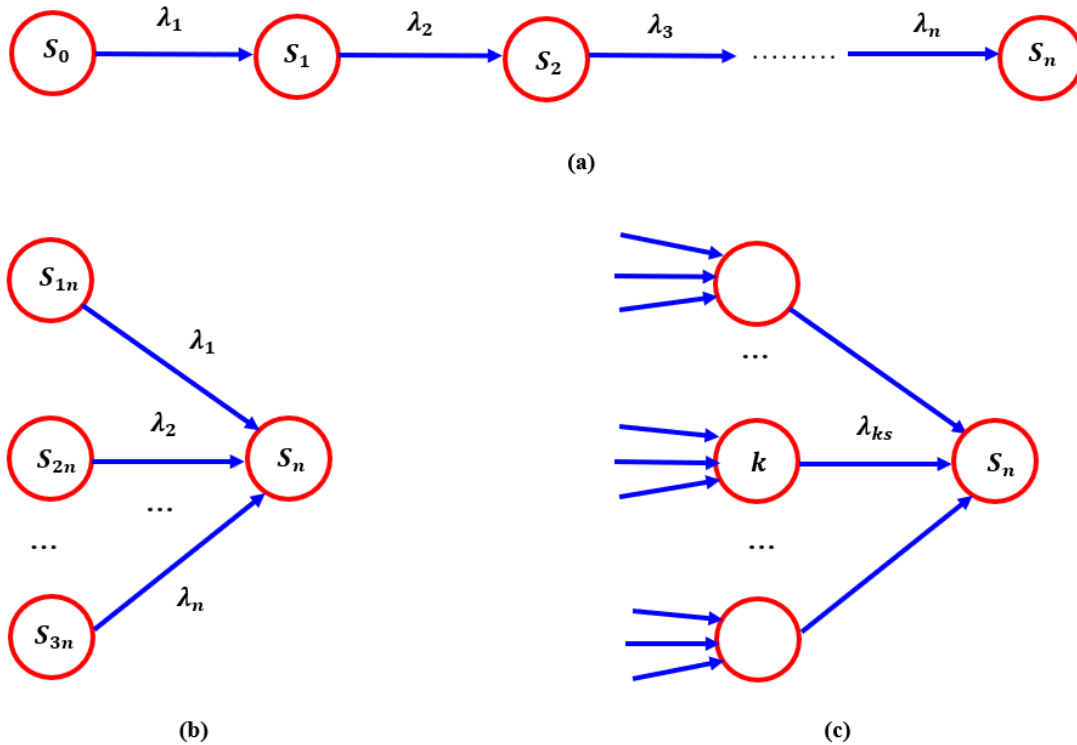 λ₁ λ₂ λ₃ λₙ
S₀ S₁ S₂ ......... Sₙ
(a)
S₁ₙ
λ₁
...
λ₂ λₖₛ
S₂ₙ Sₙ k Sₙ
...
... ...
λₙ
S₃ₙ
(b) (c)